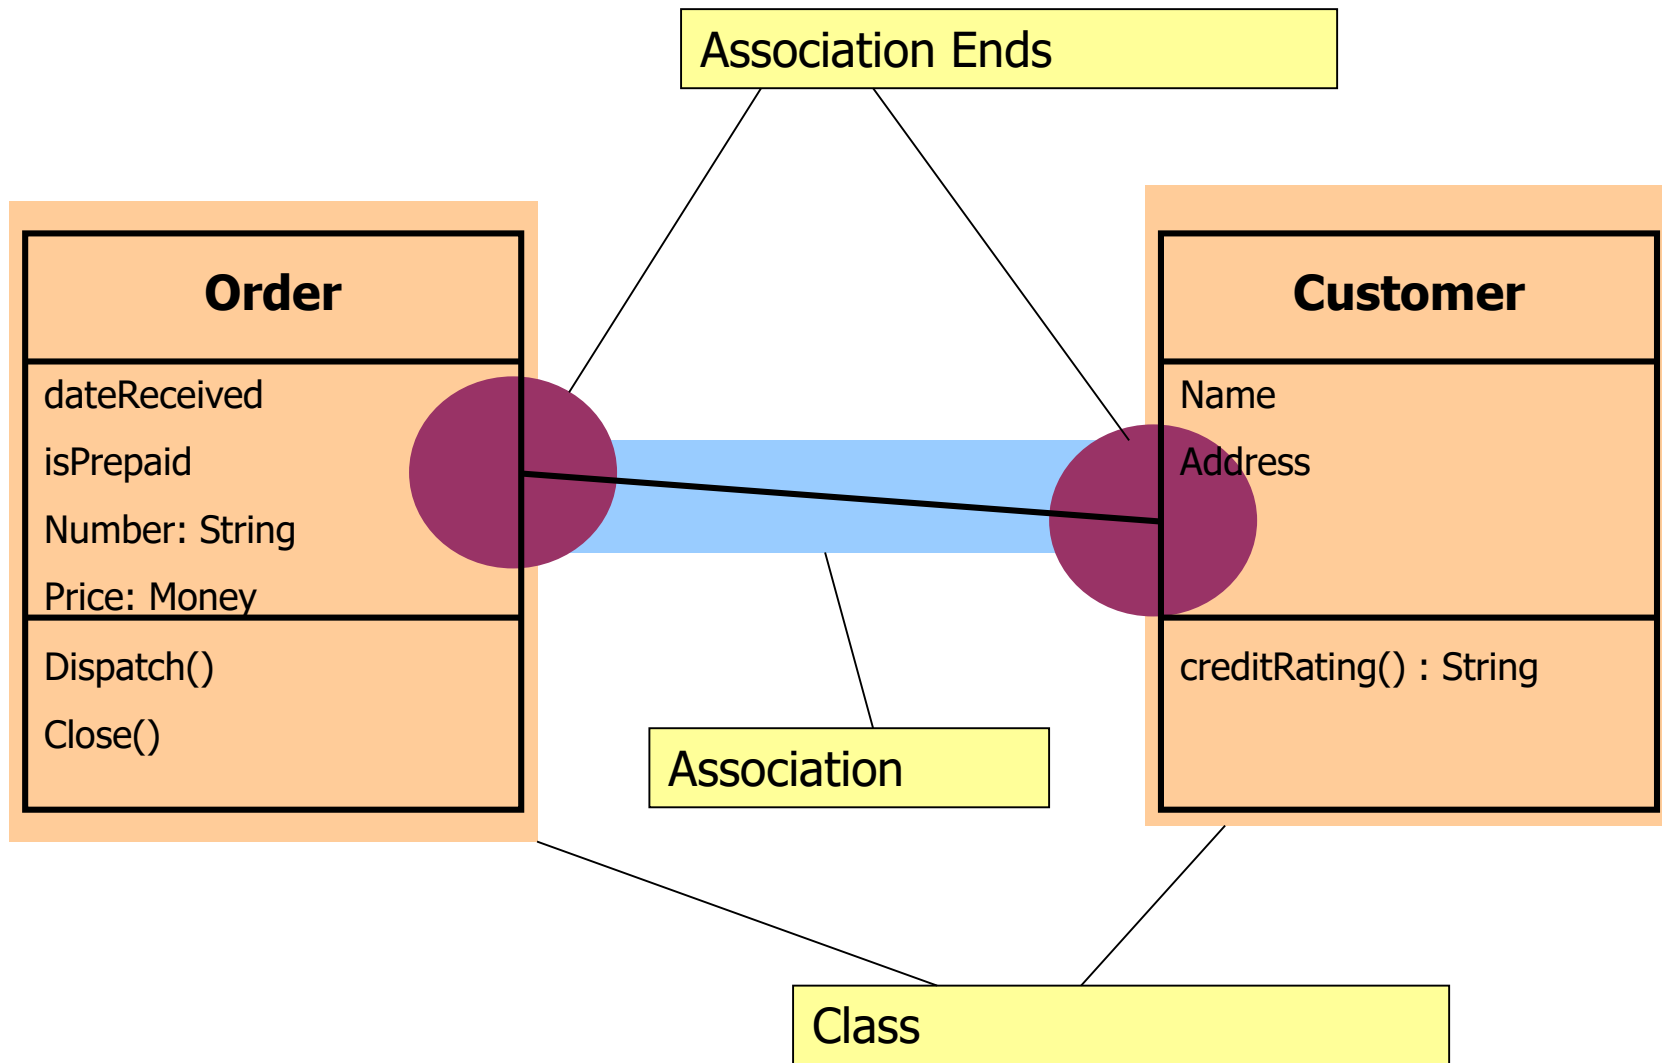 Association Ends
Order
dateReceived
isPrepaid
Number: String
Price: Money
Dispatch()
Close()
Customer
Name
Address
creditRating() : String
Association
Class